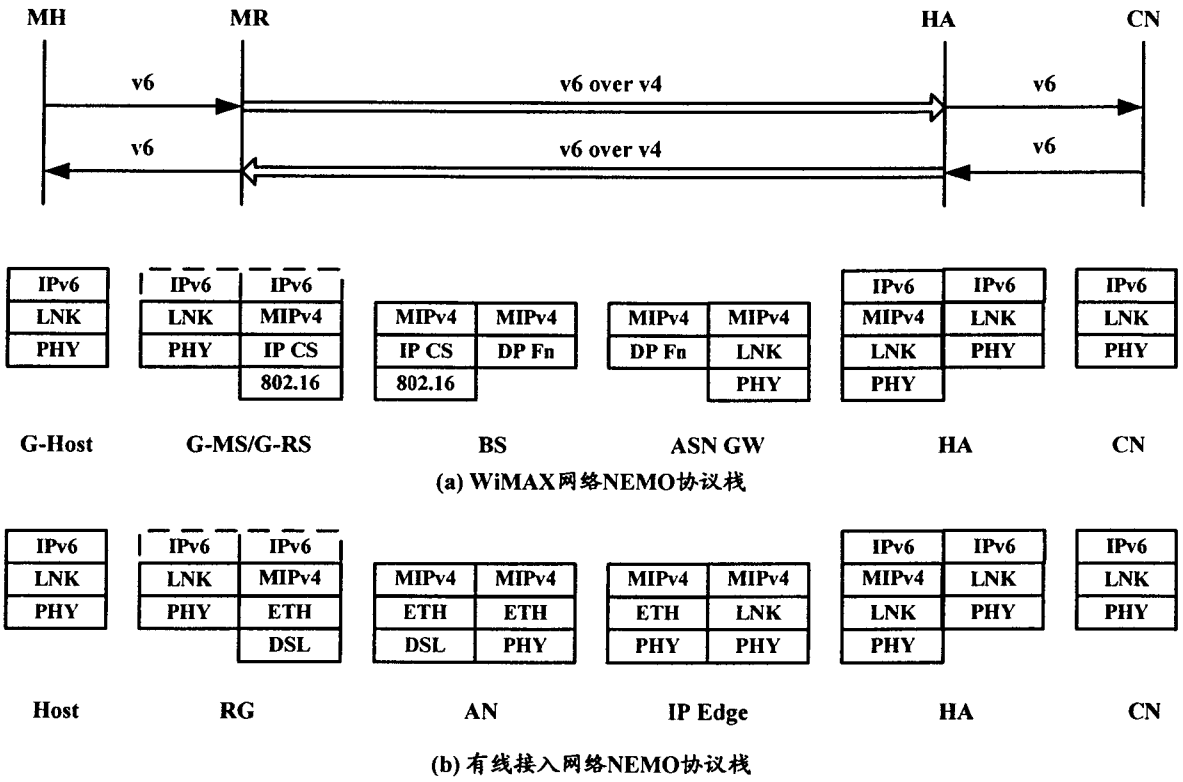 MH MR HA CN
v6 v6 over v4 v6
v6 v6 over v4 v6
IPv6 IPv6 IPv6 IPv6 IPv6 IPv6
LNK LNK MIPv4 MIPv4 MIPv4 MIPv4 MIPv4 MIPv4 LNK LNK
PHY PHY IP CS IP CS DP Fn DP Fn LNK LNK PHY PHY
802.16 802.16 PHY PHY
G-Host G-MS/G-RS BS ASN GW HA CN
(a) WiMAX网络NEMO协议栈
IPv6 IPv6 IPv6 IPv6 IPv6 IPv6
LNK LNK MIPv4 MIPv4 MIPv4 MIPv4 MIPv4 MIPv4 LNK LNK
PHY PHY ETH ETH ETH ETH LNK LNK PHY PHY
DSL DSL PHY PHY PHY PHY
Host RG AN IP Edge HA CN
(b) 有线接入网络NEMO协议栈